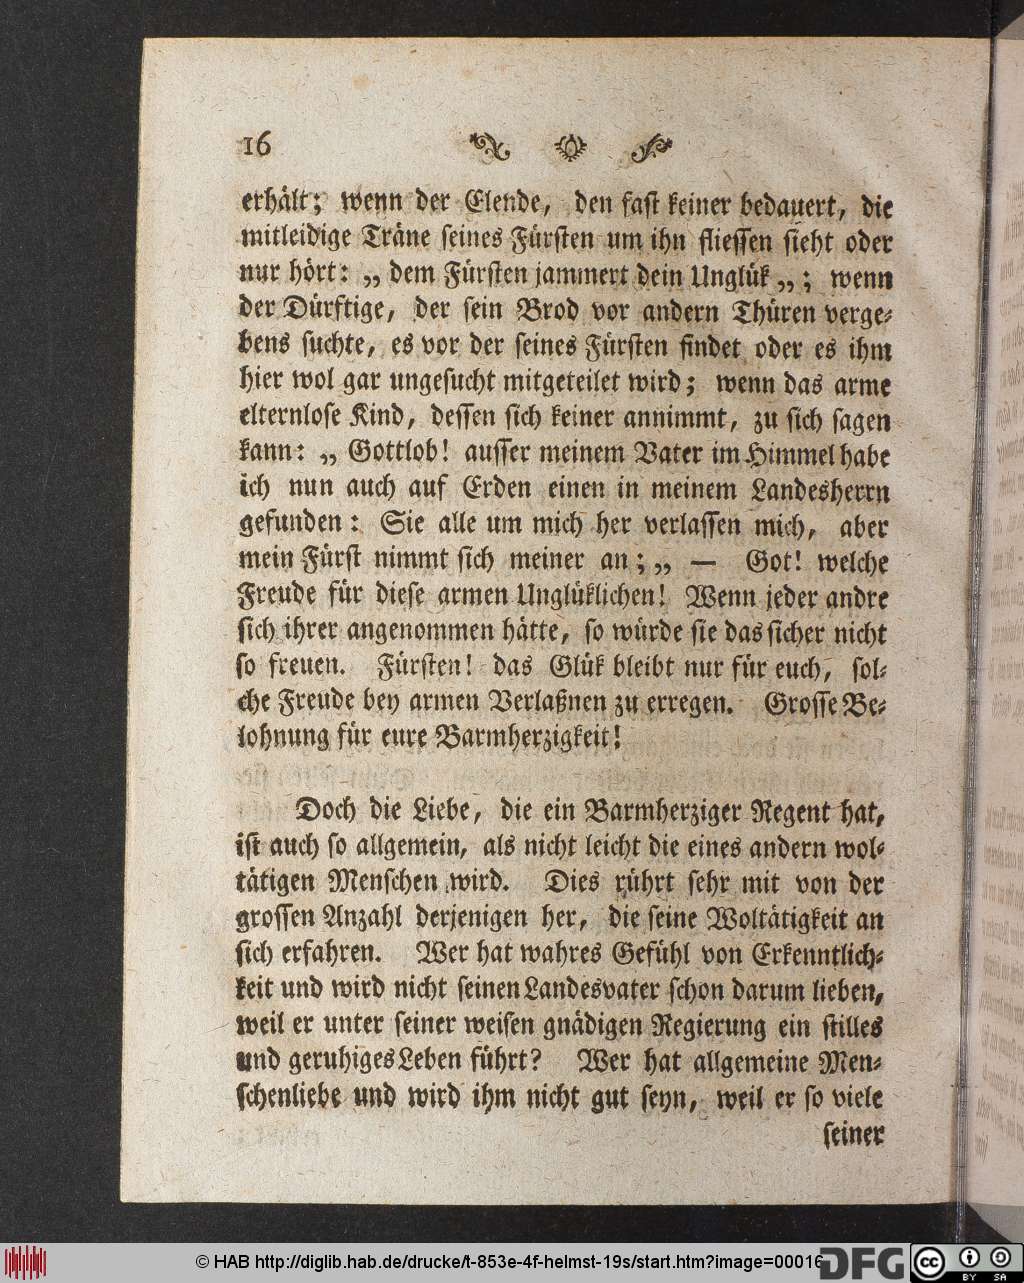 16
erhält; wenn der Elende, den fast keiner bedauert, die
mitleidige Träne seines Fürsten um ihn fliessen sieht oder
nur hört: „ dem Fürsten jammert dein Unglük „; wenn
der Dürftige, der sein Brod vor andern Thüren verge-
bens suchte, es vor der seines Fürsten findet oder es ihm
hier wol gar ungesucht mitgeteilet wird; wenn das arme
elternlose Kind, dessen sich keiner annimmt, zu sich sagen
kann: „ Gottlob! ausser meinem Vater im Himmel habe
ich nun auch auf Erden einen in meinem Landesherrn
gefunden: Sie alle um mich her verlassen mich, aber
mein Fürst nimmt sich meiner an; „ — Got! welche
Freude für diese armen Unglüklichen! Wenn jeder andre
sich ihrer angenommen hätte, so würde sie das sicher nicht
so freuen. Fürsten! das Glük bleibt nur für euch, sol-
che Freude bey armen Verlaßnen zu erregen. Grosse Be-
lohnung für eure Barmherzigkeit!
Doch die Liebe, die ein Barmherziger Regent hat,
ist auch so allgemein, als nicht leicht die eines andern wol-
tätigen Menschen wird. Dies rührt sehr mit von der
grossen Anzahl derjenigen her, die seine Woltätigkeit an
sich erfahren. Wer hat wahres Gefühl von Erkenntlich-
keit und wird nicht seinen Landesvater schon darum lieben,
weil er unter seiner weisen gnädigen Regierung ein stilles
und geruhiges Leben führt? Wer hat allgemeine Men-
schenliebe und wird ihm nicht gut seyn, weil er so viele
seiner
© HAB http://diglib.hab.de/drucke/t-853e-4f-helmst-19s/start.htm?image=00016
DFG
cc BY SA